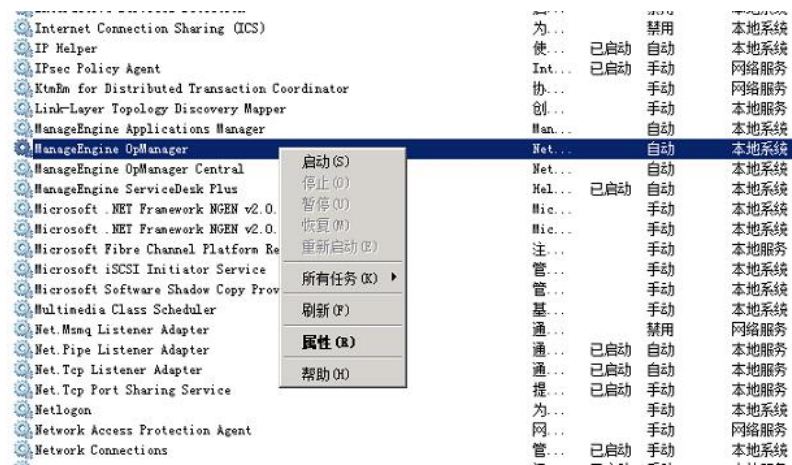 Internet Connection Sharing (ICS) 为... 禁用 本地系统
IP Helper 使... 已启动 自动 本地系统
IPsec Policy Agent Int... 已启动 手动 网络服务
KtmRm for Distributed Transaction Coordinator 协... 手动 网络服务
Link-Layer Topology Discovery Mapper 创... 手动 本地服务
ManageEngine Applications Manager Man... 自动 本地系统
ManageEngine OpManager Net... 自动 本地系统
ManageEngine OpManager Central Net... 自动 本地系统
ManageEngine ServiceDesk Plus Hel... 已启动 自动 本地系统
Microsoft .NET Framework NGEN v2.0. Mic... 手动 本地系统
Microsoft .NET Framework NGEN v2.0. Mic... 手动 本地系统
Microsoft Fibre Channel Platform Re 注... 手动 本地服务
Microsoft iSCSI Initiator Service 管... 手动 本地系统
Microsoft Software Shadow Copy Prov 管... 手动 本地系统
Multimedia Class Scheduler 基... 手动 本地系统
Net.Msmq Listener Adapter 通... 禁用 网络服务
Net.Pipe Listener Adapter 通... 已启动 自动 本地服务
Net.Tcp Listener Adapter 通... 已启动 自动 本地服务
Net.Tcp Port Sharing Service 提... 已启动 手动 本地服务
Netlogon 为... 手动 本地系统
Network Access Protection Agent 网... 手动 网络服务
Network Connections 管... 已启动 手动 本地系统
启动(S)
停止(O)
暂停(U)
恢复(M)
重新启动(E)
所有任务(K)
刷新(F)
属性(R)
帮助(H)